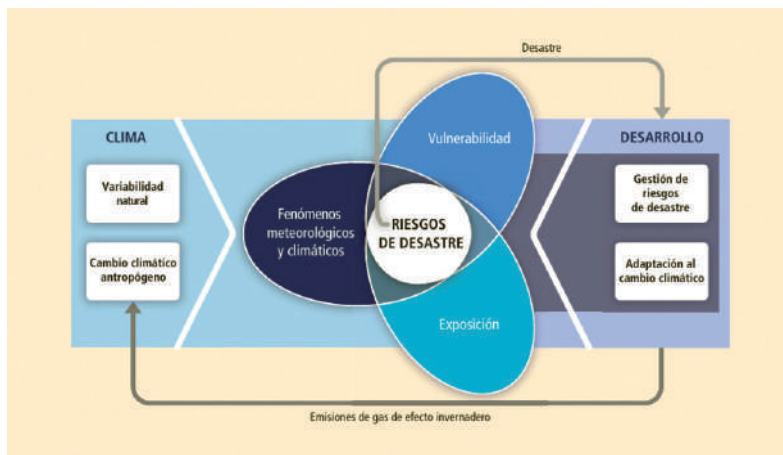 Desastre
CLIMA
Variabilidad
natural
Cambio climático
antropógeno
Fenómenos
meteorológicos
y climáticos
Vulnerabilidad
RIESGOS
DE DESASTRE
Exposición
DESARROLLO
Gestión de
riesgos
de desastre
Adaptación al
cambio climático
Emisiones de gas de efecto invernadero